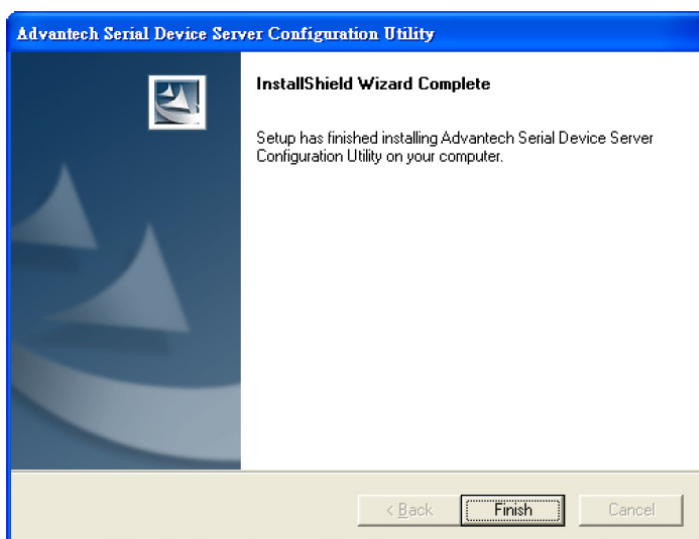 Advantech Serial Device Server Configuration Utility
InstallShield Wizard Complete
Setup has finished installing Advantech Serial Device Server
Configuration Utility on your computer.
< Back
Finish
Cancel